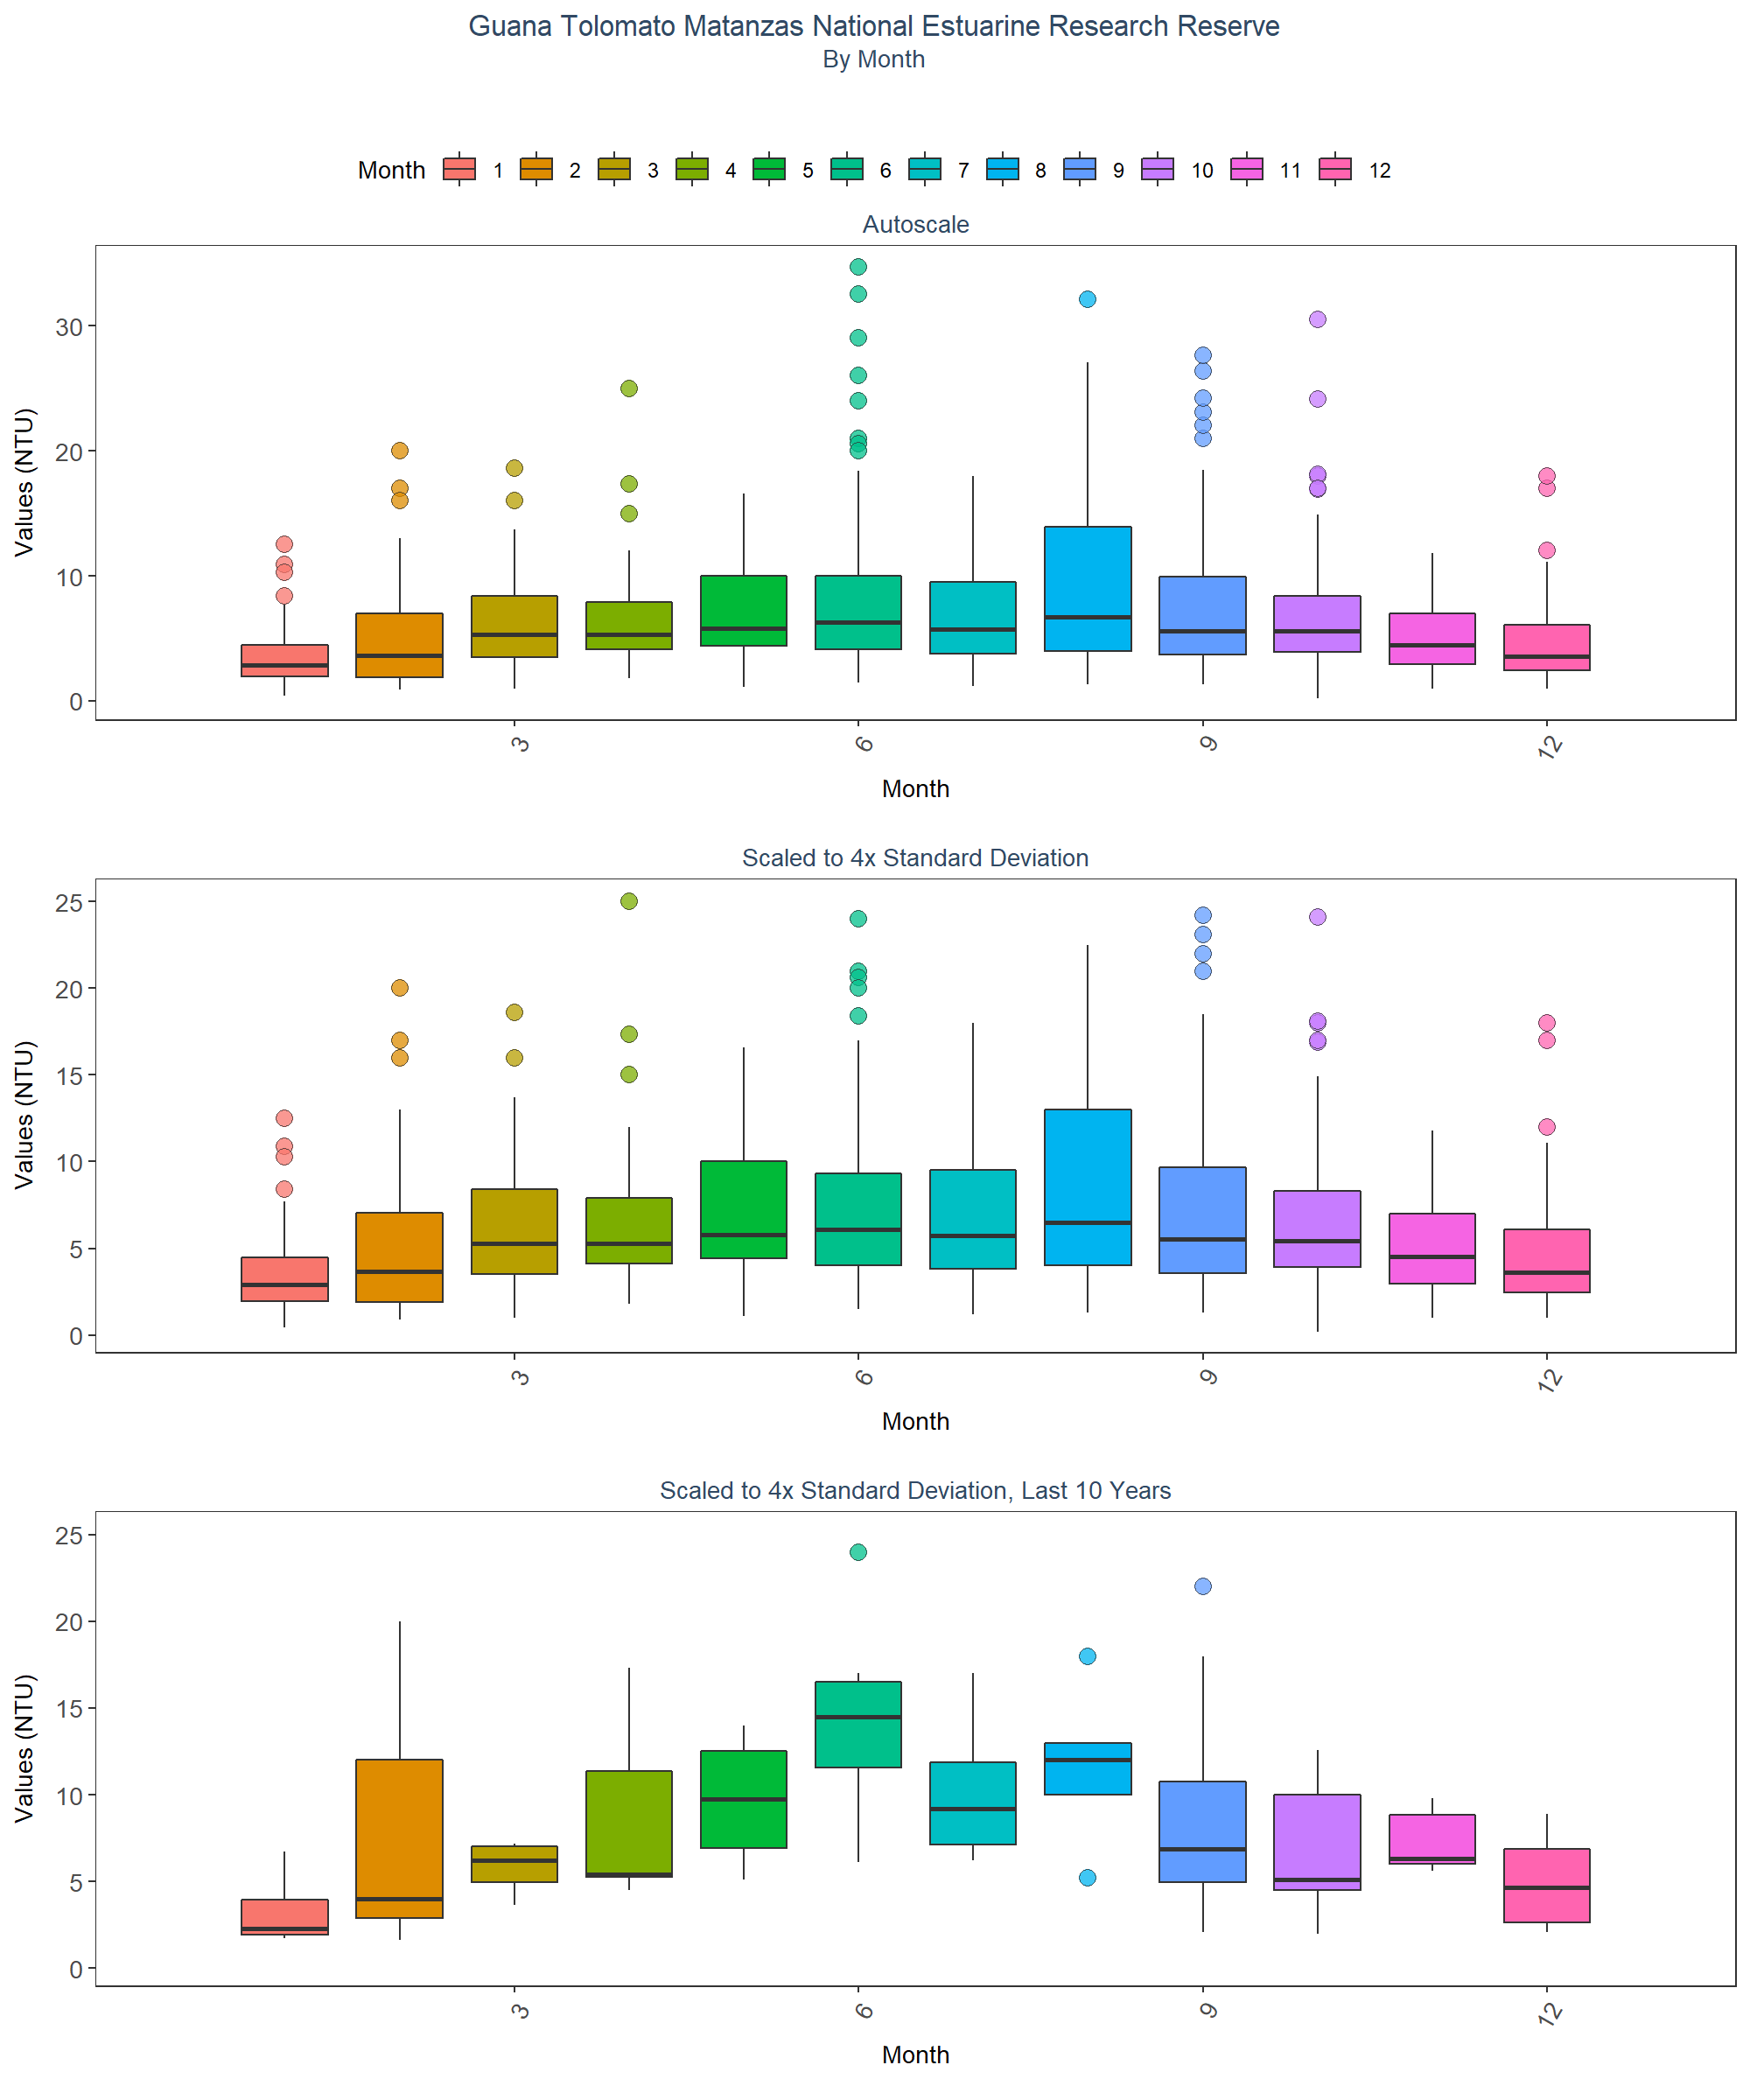 Guana Tolomato Matanzas National Estuarine Research Reserve
By Month
Month 1 2 3 4 5 6 7 8 9 10 11 12
Autoscale
Values (NTU)
30
20
10
0
3 6 9 12
Month
Scaled to 4x Standard Deviation
Values (NTU)
25
20
15
10
5
0
3 6 9 12
Month
Scaled to 4x Standard Deviation, Last 10 Years
Values (NTU)
25
20
15
10
5
0
3 6 9 12
Month